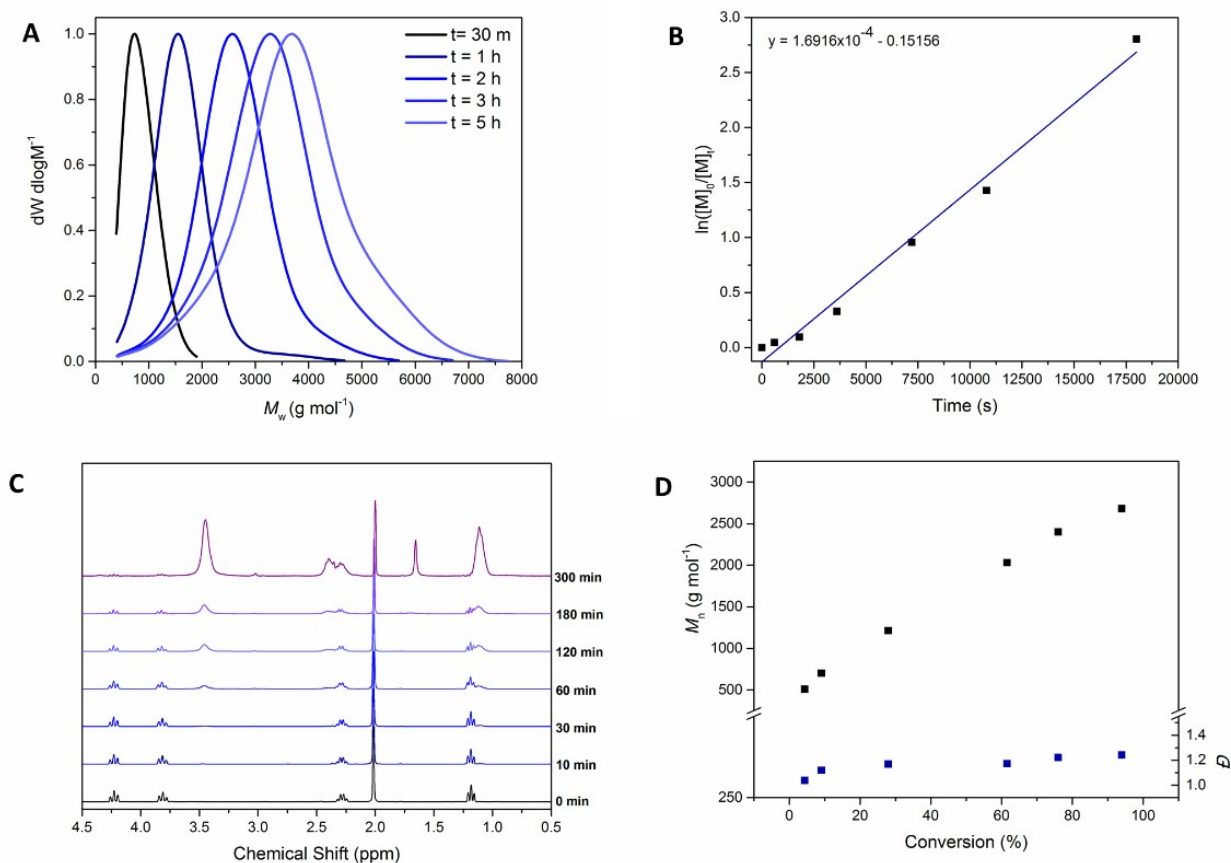 A
1.0
0.8
0.6
0.4
0.2
0.0
dW dlogM⁻¹
t= 30 m
t = 1 h
t = 2 h
t = 3 h
t = 5 h
0 1000 2000 3000 4000 5000 6000 7000 8000
Mw (g mol⁻¹)
B
y = 1.6916x10⁻⁴ - 0.15156
3.0
2.5
2.0
1.5
1.0
0.5
0.0
ln([M]₀/[M]ₜ)
0 2500 5000 7500 10000 12500 15000 17500 20000
Time (s)
C
300 min
180 min
120 min
60 min
30 min
10 min
0 min
4.5 4.0 3.5 3.0 2.5 2.0 1.5 1.0 0.5
Chemical Shift (ppm)
D
3000
2500
2000
1500
1000
500
250
Mn (g mol⁻¹)
1.4
1.2
1.0
Đ
0 20 40 60 80 100
Conversion (%)